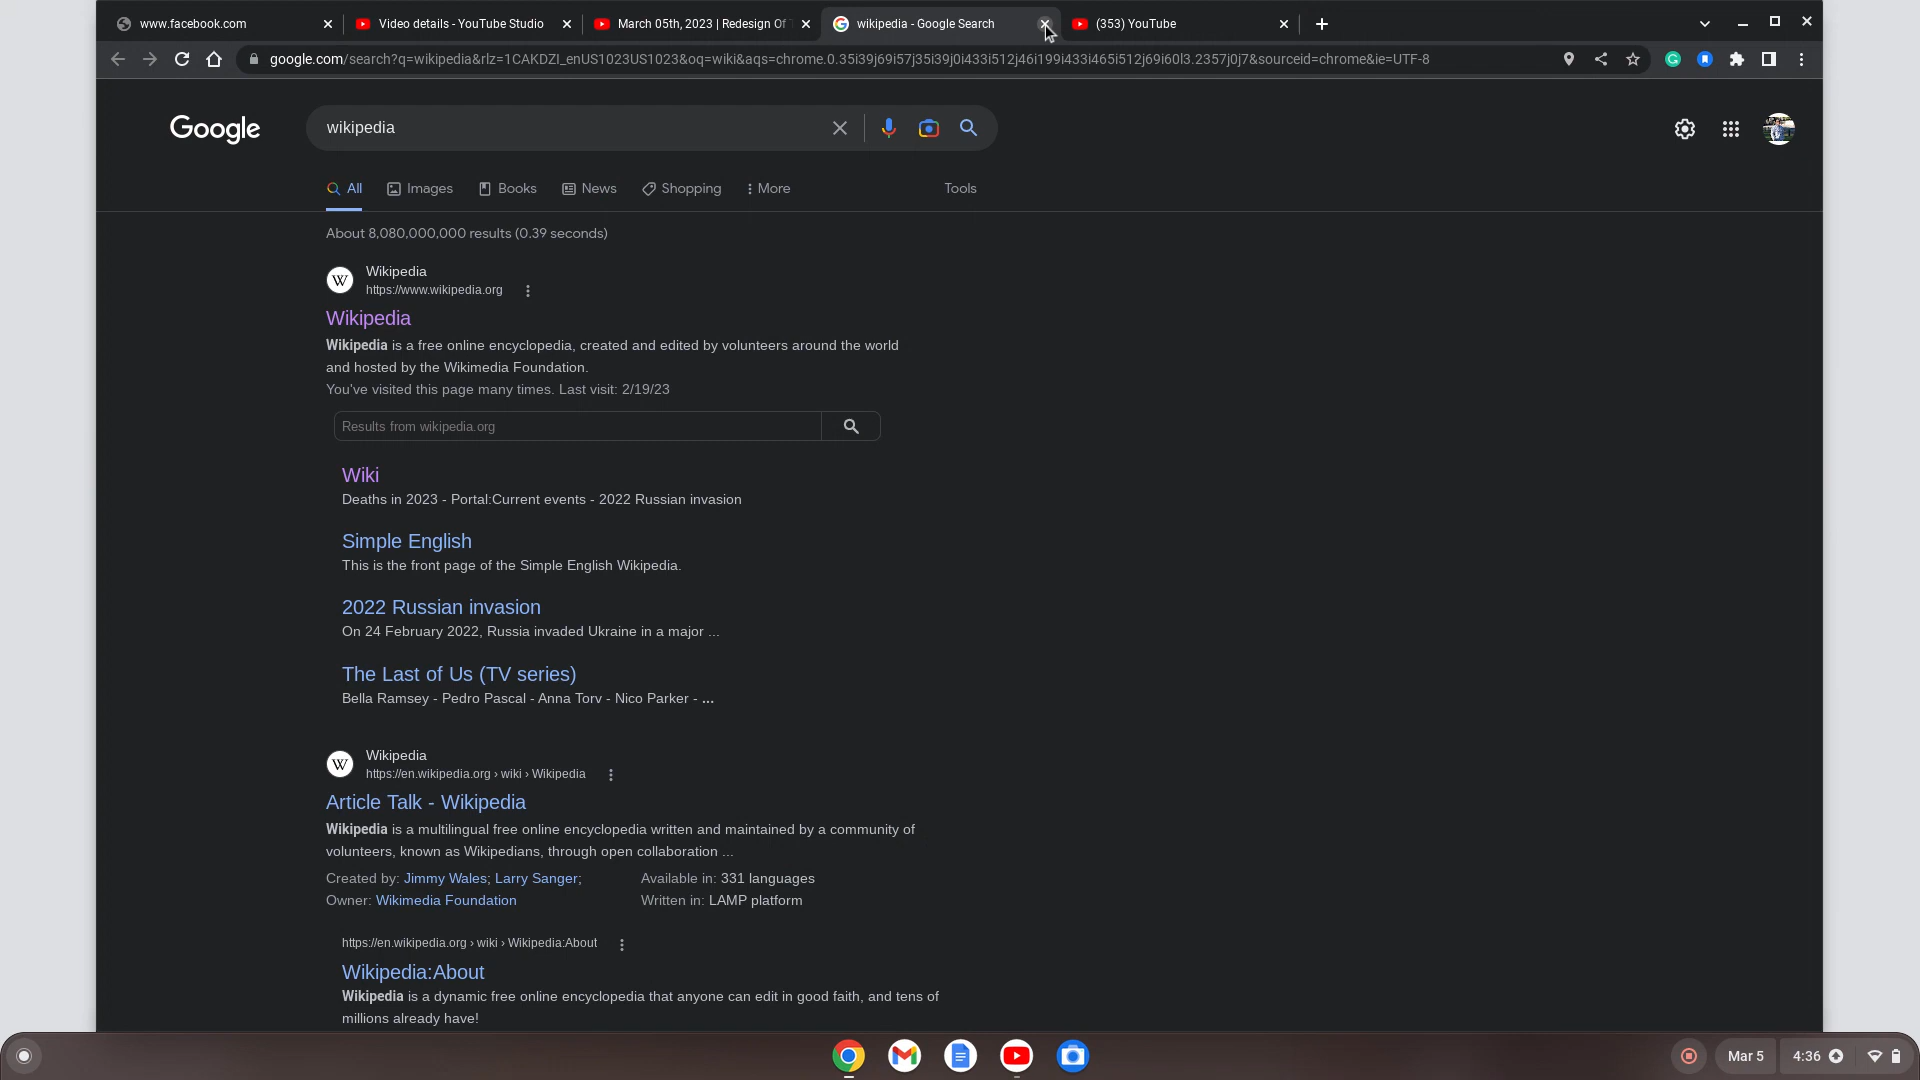 www.facebook.com
Video details - YouTube Studio
March 05th, 2023 | Redesign Of
wikipedia - Google Search
(353) YouTube
google.com/search?q=wikipedia&rlz=1CAKDZI_enUS1023US1023&oq=wiki&aqs=chrome.0.35i39j69i57j35i39j0i433i512j46i199i433i465i512j69i60l3.2357j0j7&sourceid=chrome&ie=UTF-8
Google
wikipedia
All Images Books News Shopping More Tools
About 8,080,000,000 results (0.39 seconds)
W
Wikipedia
https://www.wikipedia.org
Wikipedia
Wikipedia is a free online encyclopedia, created and edited by volunteers around the world
and hosted by the Wikimedia Foundation.
You've visited this page many times. Last visit: 2/19/23
Results from wikipedia.org
Wiki
Deaths in 2023 - Portal:Current events - 2022 Russian invasion
Simple English
This is the front page of the Simple English Wikipedia.
2022 Russian invasion
On 24 February 2022, Russia invaded Ukraine in a major ...
The Last of Us (TV series)
Bella Ramsey - Pedro Pascal - Anna Torv - Nico Parker - ...
W
Wikipedia
https://en.wikipedia.org › wiki › Wikipedia
Article Talk - Wikipedia
Wikipedia is a multilingual free online encyclopedia written and maintained by a community of
volunteers, known as Wikipedians, through open collaboration ...
Created by: Jimmy Wales; Larry Sanger; Available in: 331 languages
Owner: Wikimedia Foundation Written in: LAMP platform
https://en.wikipedia.org › wiki › Wikipedia:About
Wikipedia:About
Wikipedia is a dynamic free online encyclopedia that anyone can edit in good faith, and tens of
millions already have!
Mar 5 4:36